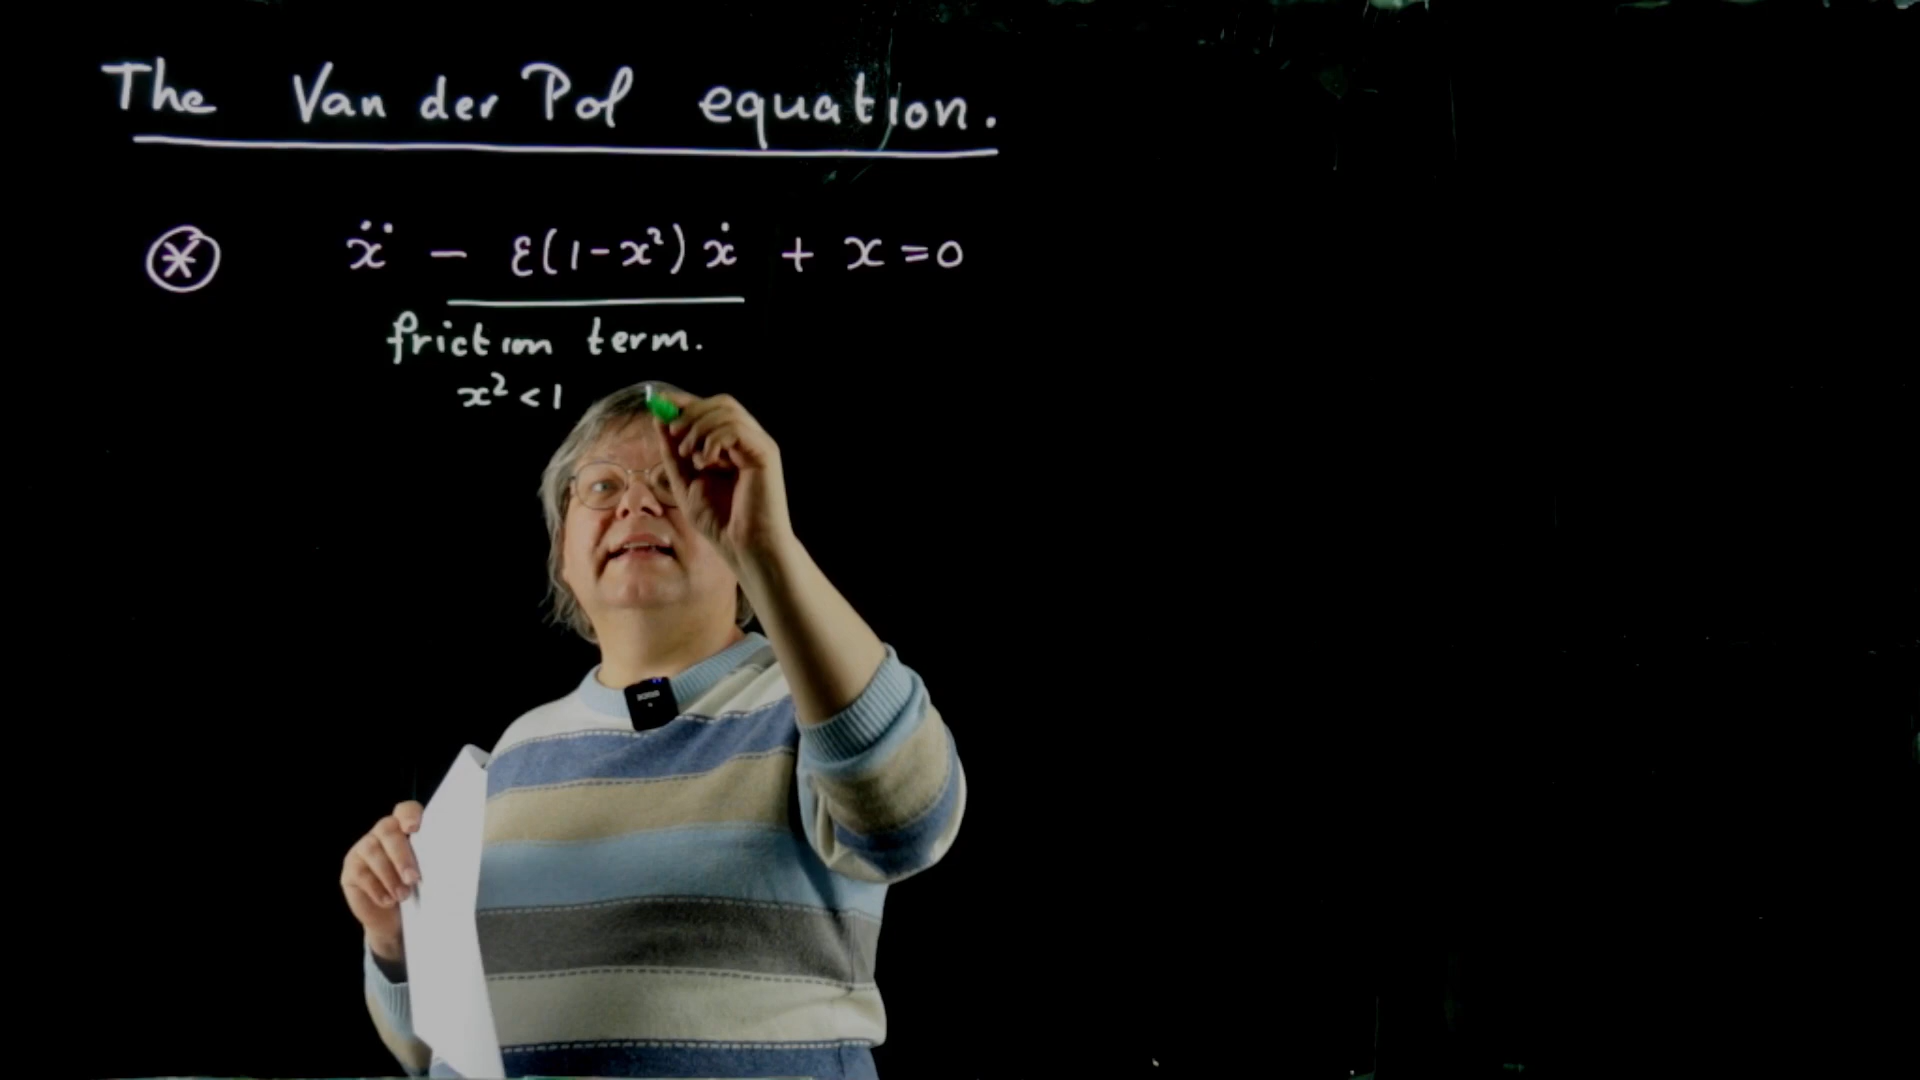 The Van der Pol equation.
⊛ ẍ − ε(1−x²)ẋ + x = 0
friction term.
x² < 1